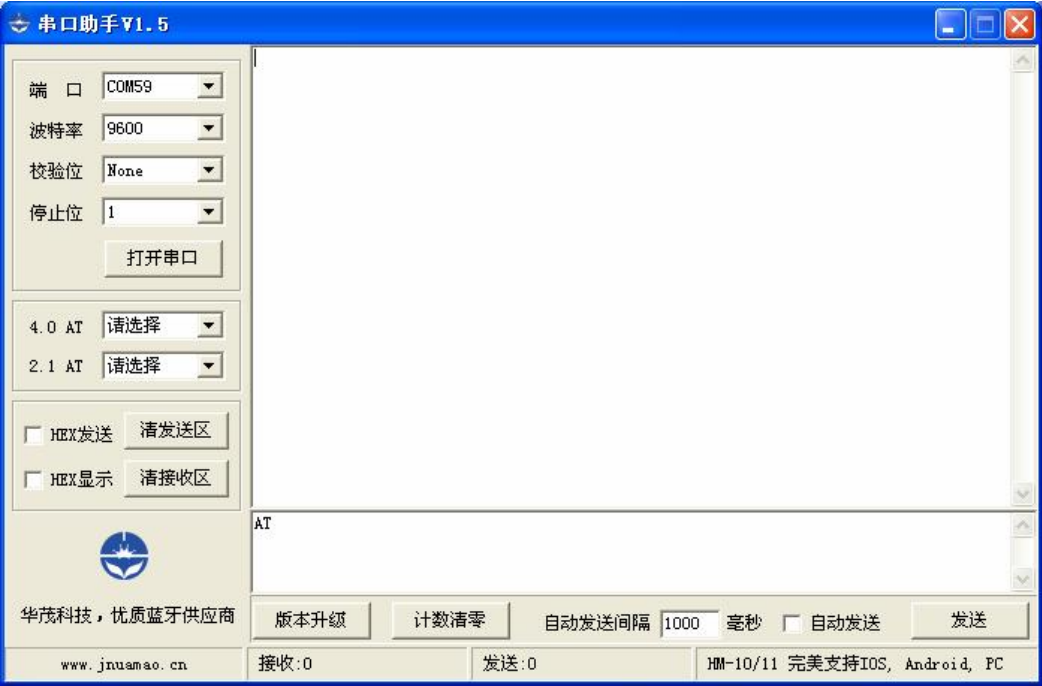 串口助手V1.5
端 口 COM59
波特率 9600
校验位 None
停止位 1
打开串口
4.0 AT 请选择
2.1 AT 请选择
HEX发送 清发送区
HEX显示 清接收区
华茂科技，优质蓝牙供应商
AT
版本升级 计数清零 自动发送间隔 1000 毫秒 自动发送 发送
www.jnuamao.cn 接收:0 发送:0 HM-10/11 完美支持IOS, Android, PC